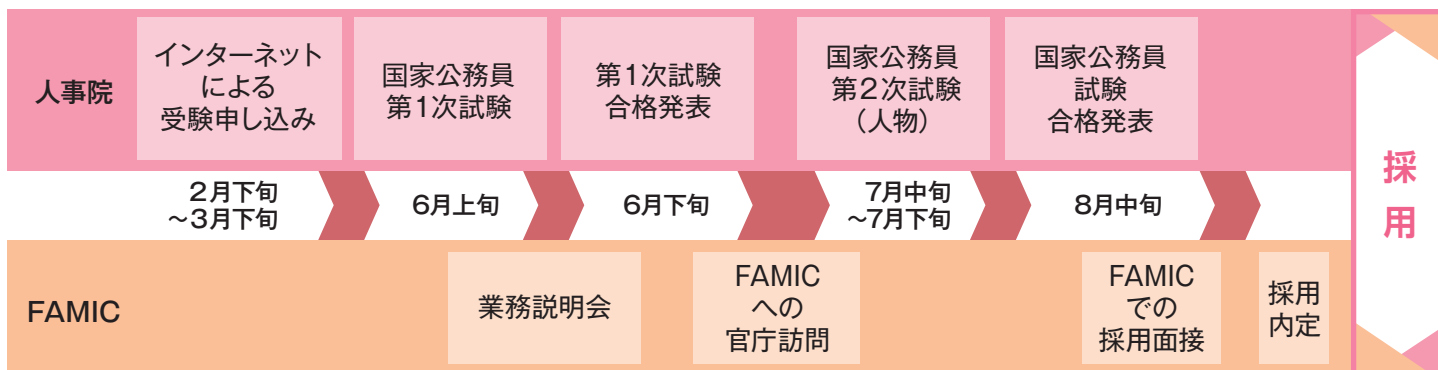 人事院
インターネット
による
受験申し込み
国家公務員
第1次試験
第1次試験
合格発表
国家公務員
第2次試験
（人物）
国家公務員
試験
合格発表
2月下旬
～3月下旬
6月上旬
6月下旬
7月中旬
～7月下旬
8月中旬
FAMIC
業務説明会
FAMIC
への
官庁訪問
FAMIC
での
採用面接
採用
内定
採用